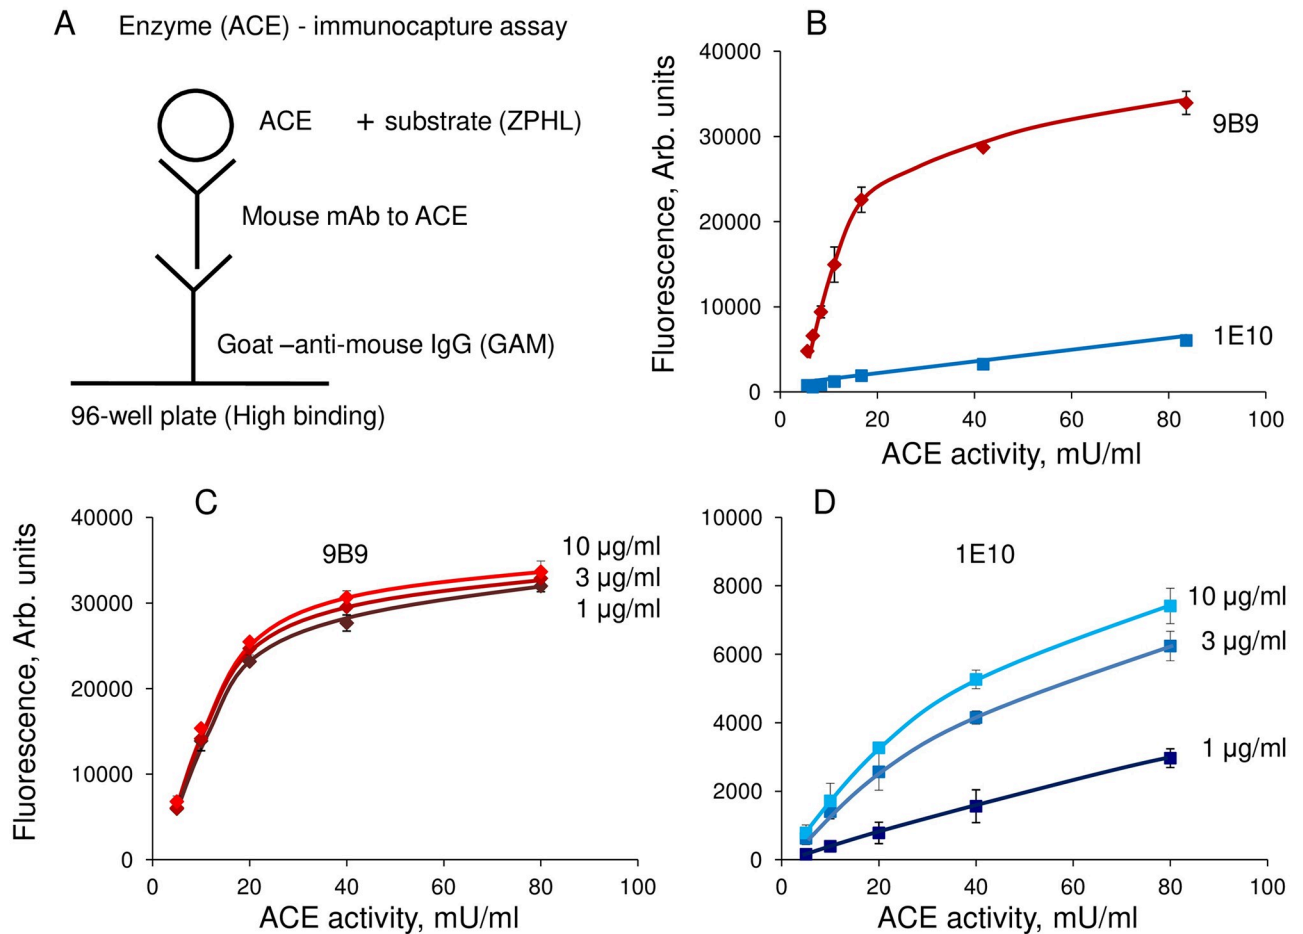 A
Enzyme (ACE) - immunocapture assay
ACE + substrate (ZPHL)
Mouse mAb to ACE
Goat –anti-mouse IgG (GAM)
96-well plate (High binding)
B
Fluorescence, Arb. units
40000
30000
20000
10000
0
9B9
1E10
0 20 40 60 80 100
ACE activity, mU/ml
C
9B9
Fluorescence, Arb. units
40000
30000
20000
10000
0
10 µg/ml
3 µg/ml
1 µg/ml
0 20 40 60 80 100
ACE activity, mU/ml
D
1E10
10000
8000
6000
4000
2000
0
10 µg/ml
3 µg/ml
1 µg/ml
0 20 40 60 80 100
ACE activity, mU/ml